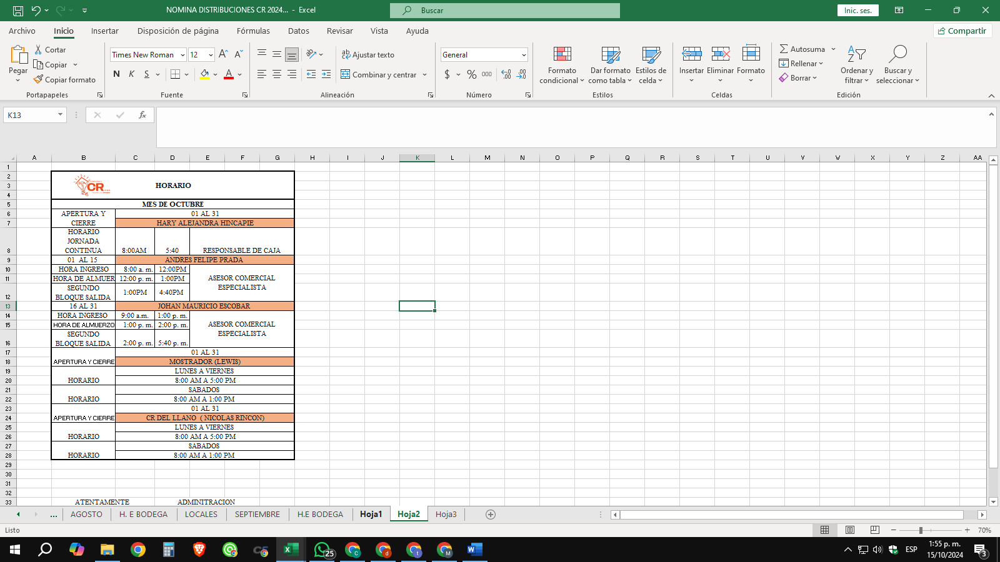 NOMINA DISTRIBUCIONES CR 2024... - Excel
Buscar
Inic. ses.
Archivo Inicio Insertar Disposición de página Fórmulas Datos Revisar Vista Ayuda
Compartir
Pegar
Cortar
Copiar
Copiar formato
Portapapeles
Times New Roman 12
N K S
Fuente
Ajustar texto
Combinar y centrar
Alineación
General
$ % 000
Número
Formato condicional
Dar formato como tabla
Estilos de celda
Estilos
Insertar Eliminar Formato
Celdas
Autosuma
Rellenar
Borrar
Ordenar y filtrar
Buscar y seleccionar
Edición
K13
fx
A B C D E F G H I J K L M N O P Q R S T U V W X Y Z AA
1
2
3 CR HORARIO
4
5 MES DE OCTUBRE
6 APERTURA Y 01 AL 31
7 CIERRE HARY ALEJANDRA HINCAPIE
HORARIO
JORNADA
8 CONTINUA 8:00AM 5:40 RESPONSABLE DE CAJA
9 01 AL 15 ANDRES FELIPE PRADA
10 HORA INGRESO 8:00 a. m. 12:00PM
11 HORA DE ALMUER 12:00 p. m. 1:00PM ASESOR COMERCIAL
ESPECIALISTA
SEGUNDO
12 BLOQUE SALIDA 1:00PM 4:40PM
13 16 AL 31 JOHAN MAURICIO ESCOBAR
14 HORA INGRESO 9:00 a.m. 1:00 p. m.
15 HORA DE ALMUERZO 1:00 p. m. 2:00 p. m. ASESOR COMERCIAL
ESPECIALISTA
SEGUNDO
16 BLOQUE SALIDA 2:00 p. m. 5:40 p. m.
17 01 AL 31
18 APERTURA Y CIERRE MOSTRADOR (LEWIS)
19 LUNES A VIERNES
20 HORARIO 8:00 AM A 5:00 PM
21 SABADOS
22 HORARIO 8:00 AM A 1:00 PM
23 01 AL 31
24 APERTURA Y CIERRE CR DEL LLANO ( NICOLAS RINCON)
25 LUNES A VIERNES
26 HORARIO 8:00 AM A 5:00 PM
27 SABADOS
28 HORARIO 8:00 AM A 1:00 PM
29
30
31
32
33 ATENTAMENTE ADMINITRACION
... AGOSTO H. E BODEGA LOCALES SEPTIEMBRE H.E BODEGA Hoja1 Hoja2 Hoja3
Listo
70%
25
ESP
1:55 p. m.
15/10/2024
3